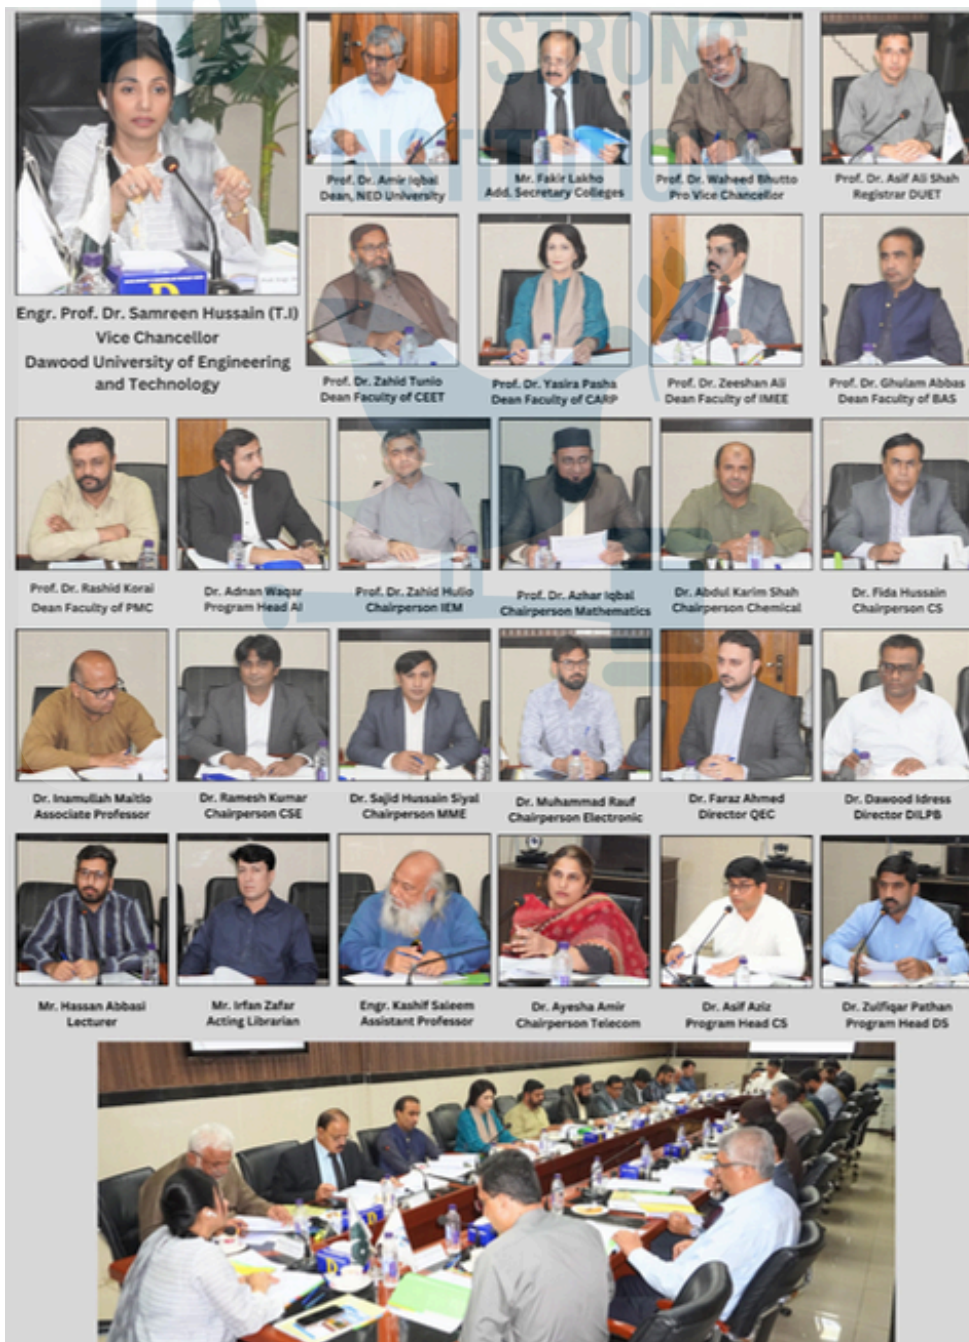 AND STRONG
INSTITUTIONS
Prof. Dr. Amir Iqbal
Dean, NED University
Mr. Fakir Lakho
Add. Secretary Colleges
Prof. Dr. Waheed Bhutto
Pro Vice Chancellor
Prof. Dr. Asif Ali Shah
Registrar DUET
Engr. Prof. Dr. Samreen Hussain (T.I)
Vice Chancellor
Dawood University of Engineering
and Technology
Prof. Dr. Zahid Tunio
Dean Faculty of CEET
Prof. Dr. Yasira Pasha
Dean Faculty of CARP
Prof. Dr. Zeeshan Ali
Dean Faculty of IMEE
Prof. Dr. Ghulam Abbas
Dean Faculty of BAS
Prof. Dr. Rashid Korai
Dean Faculty of PMC
Dr. Adnan Waqar
Program Head AI
Prof. Dr. Zahid Hulio
Chairperson IEM
Prof. Dr. Azhar Iqbal
Chairperson Mathematics
Dr. Abdul Karim Shah
Chairperson Chemical
Dr. Fida Hussain
Chairperson CS
Dr. Inamullah Maitlo
Associate Professor
Dr. Ramesh Kumar
Chairperson CSE
Dr. Sajid Hussain Siyal
Chairperson MME
Dr. Muhammad Rauf
Chairperson Electronic
Dr. Faraz Ahmed
Director QEC
Dr. Dawood Idress
Director DILPB
Mr. Hassan Abbasi
Lecturer
Mr. Irfan Zafar
Acting Librarian
Engr. Kashif Saleem
Assistant Professor
Dr. Ayesha Amir
Chairperson Telecom
Dr. Asif Aziz
Program Head CS
Dr. Zulfiqar Pathan
Program Head DS